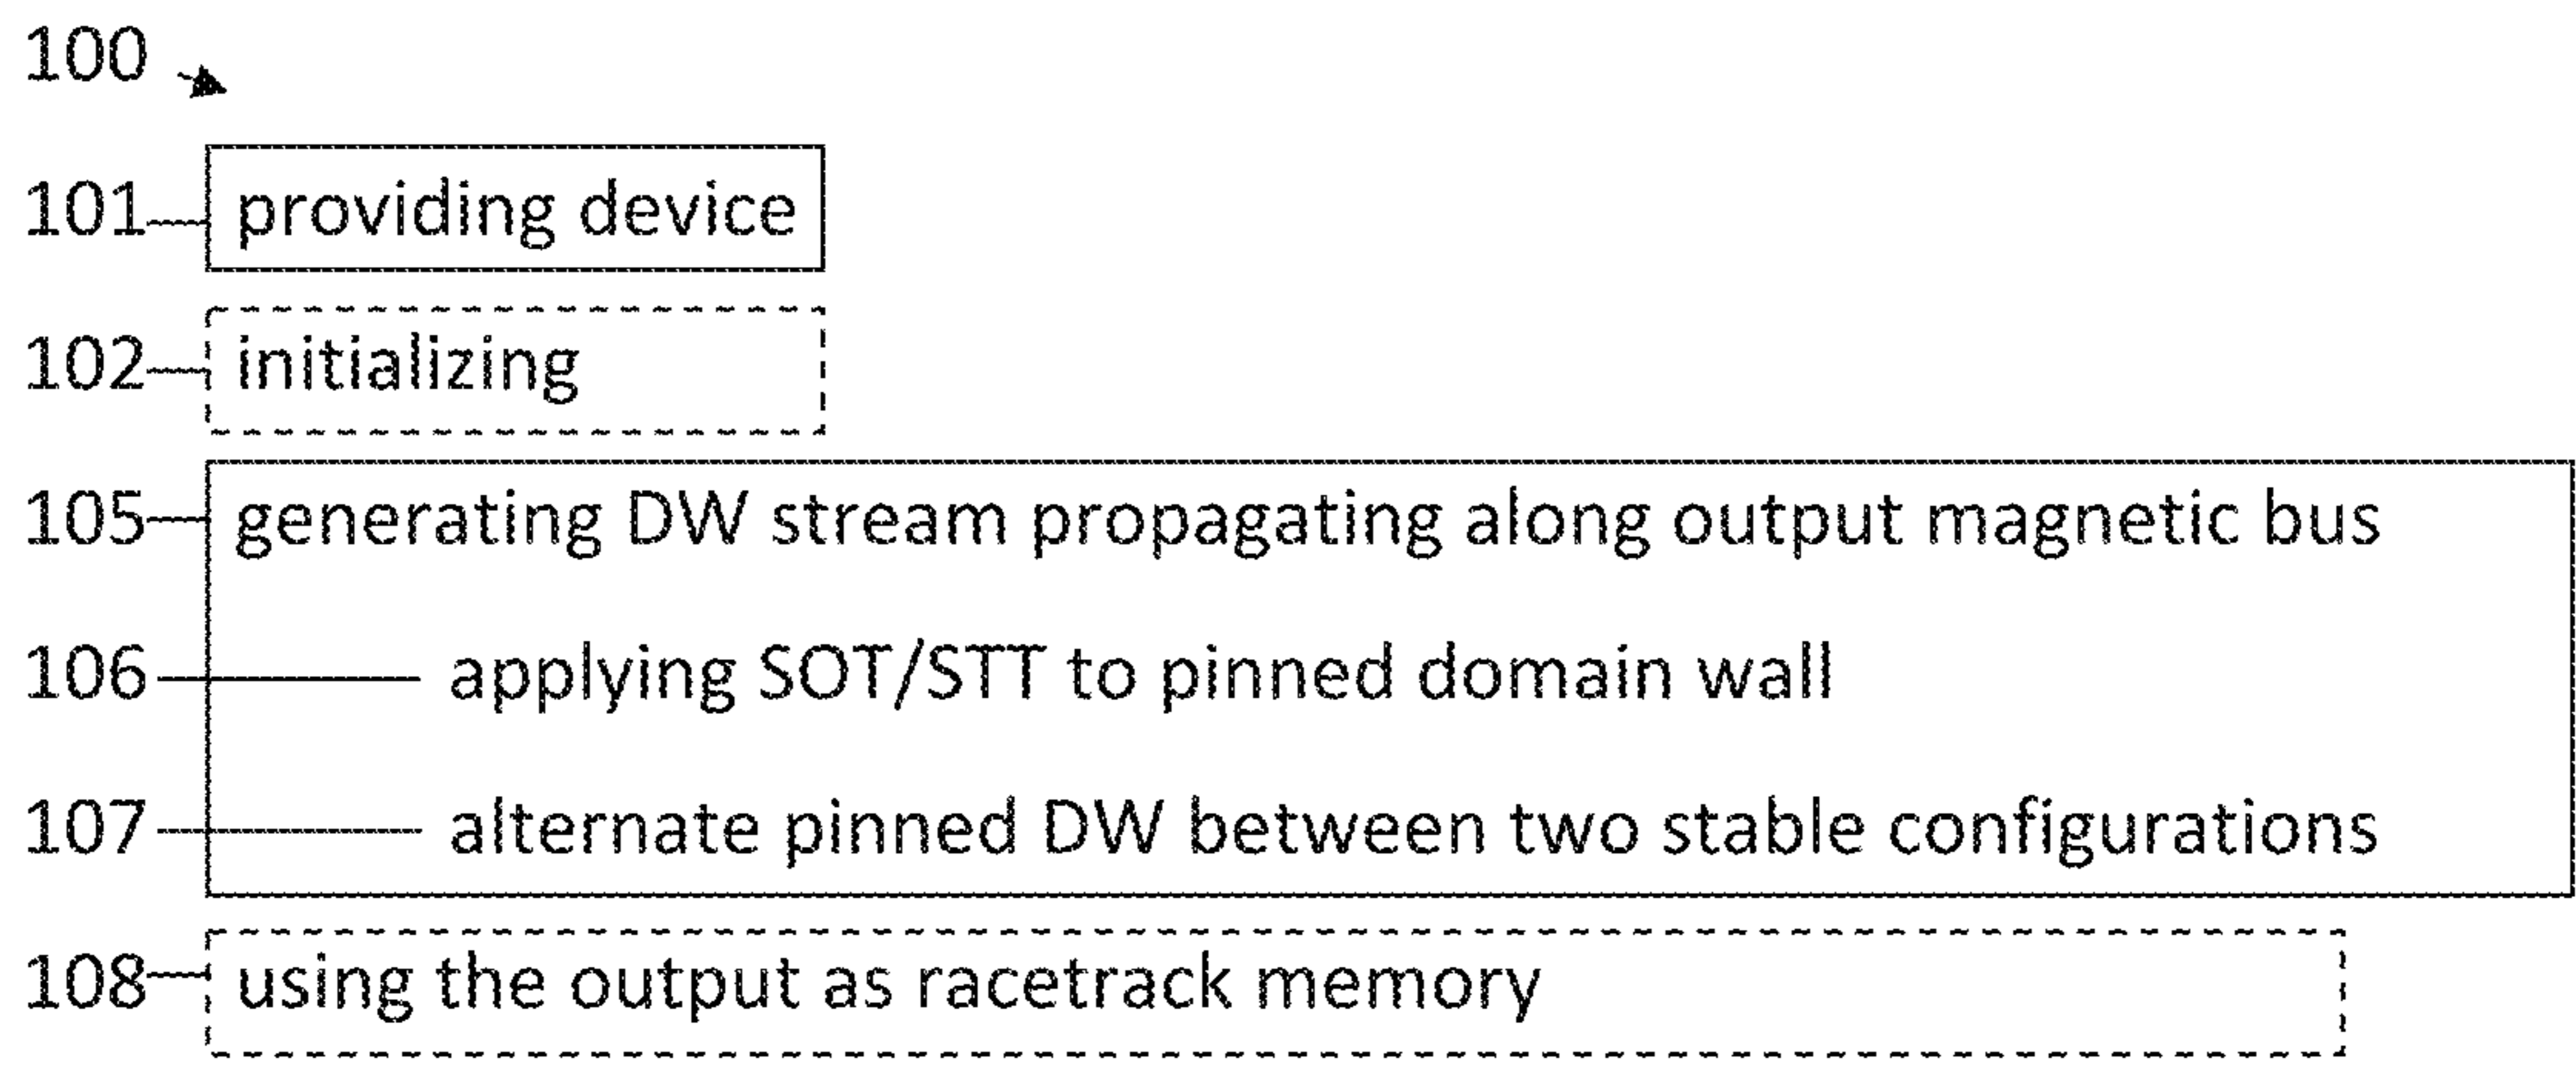 100
101 providing device
102 initializing
105 generating DW stream propagating along output magnetic bus
106 applying SOT/STT to pinned domain wall
107 alternate pinned DW between two stable configurations
108 using the output as racetrack memory